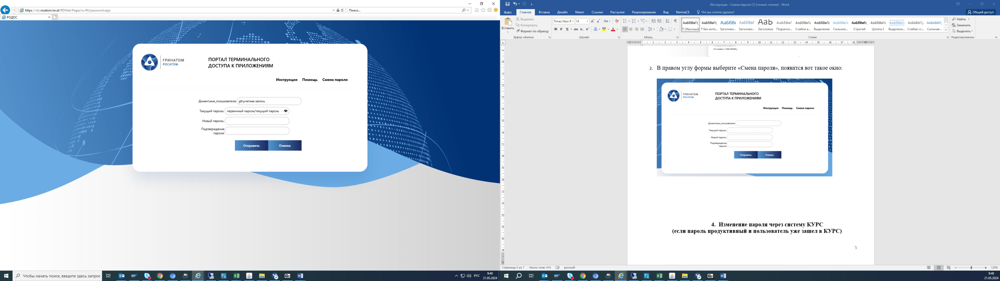 https://rds.rosatom.local/RDWeb/Pages/ru-RU/password.aspx
Поиск...
РОДОС
ГРИНАТОМ
РОСАТОМ
ПОРТАЛ ТЕРМИНАЛЬНОГО
ДОСТУПА К ПРИЛОЖЕНИЯМ
Инструкция Помощь Смена пароля
Домен\имя_пользователя: gk\учетная запись
Текущий пароль: первичный пароль/текущий пароль
Новый пароль:
Подтверждение
пароля:
Отправить Отмена
Чтобы начать поиск, введите здесь запрос
РУС
9:40
21.05.2024
Инструкция - Смена пароля (1) [только чтение] - Word
Файл Главная Вставка Дизайн Макет Ссылки Рассылки Рецензирование Вид NormaCS Что вы хотите сделать? Общий доступ
Вставить
Вырезать
Копировать
Формат по образцу
Буфер обмена
Times New R 14
Ж К Ч abc
Шрифт
Абзац
АаБбВвГг, АаБбВвГг, АаБбВı АаБбВвГ АаЬ АаБбВвГ АаБбВвГг АаБбВвГг АаБбВвГг АаБбВвГг, АаБбВвГг АаБбВвГг ААББВВГГ, ААББВВГГ,
¶ Обычный ¶ Без инте... Заголово... Заголово... Заголовок Подзагол... Слабое в... Выделение Сильное... Строгий Цитата 2 Выделенн... Слабая сс... Сильная...
Стили
Найти
Заменить
Выделить
Редактирование
2. В правом углу формы выберите «Смена пароля», появится вот такое окно:
ГРИНАТОМ
РОСАТОМ
ПОРТАЛ ТЕРМИНАЛЬНОГО
ДОСТУПА К ПРИЛОЖЕНИЯМ
Инструкция Помощь Смена пароля
Домен\имя_пользователя:
Текущий пароль:
Новый пароль:
Подтверждение
пароля:
Отправить Отмена
4. Изменение пароля через систему КУРС
(если пароль продуктивный и пользователь уже зашел в КУРС)
5
Страница 5 из 7 Число слов: 410 русский
120%
9:40
21.05.2024